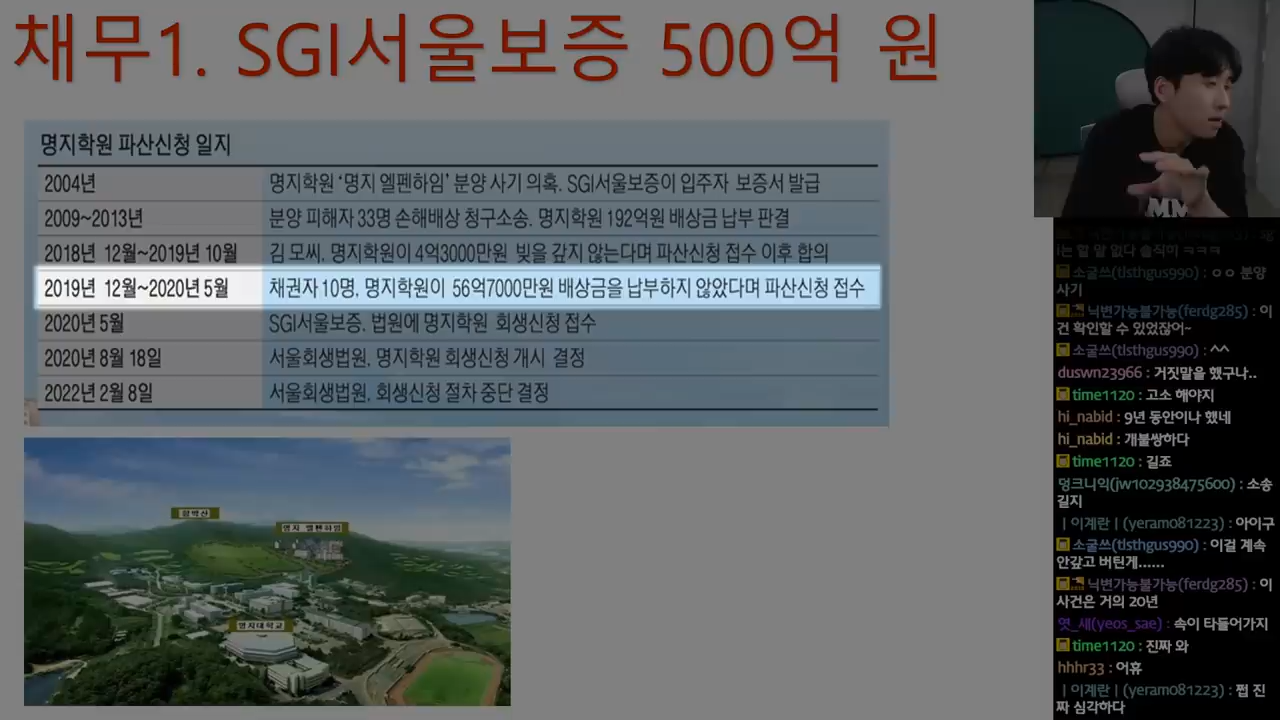 채무1. SGI서울보증 500억 원
명지학원 파산신청 일지
2004년 명지학원 '명지 엘펜하임' 분양 사기 의혹. SGI서울보증이 입주자 보증서 발급
2009~2013년 분양 피해자 33명 손해배상 청구소송. 명지학원 192억원 배상금 납부 판결
2018년 12월~2019년 10월 김 모씨, 명지학원이 4억3000만원 빚을 갚지 않는다며 파산신청 접수 이후 합의
2019년 12월~2020년 5월 채권자 10명, 명지학원이 56억7000만원 배상금을 납부하지 않았다며 파산신청 접수
2020년 5월 SGI서울보증, 법원에 명지학원 회생신청 접수
2020년 8월 18일 서울회생법원, 명지학원 회생신청 개시 결정
2022년 2월 8일 서울회생법원, 회생신청 절차 중단 결정
함박산
명지 엘펜하임
명지대학교
MM
는 할 말 없다 솔직히 ㅋㅋㅋ
소굴쓰(tlsthgus990) : ㅇㅇ 분양
사기
닉변가능불가능(ferdg285) : 이
건 확인할 수 있었잖어~
소굴쓰(tlsthgus990) : ^^
duswn23966 : 거짓말을 했구나..
time1120 : 고소 해야지
hi_nabid : 9년 동안이나 했네
hi_nabid : 개불쌍하다
time1120 : 길죠
덩크니익(jw102938475600) : 소송
길지
ㅣ이계란ㅣ(yeram081223) : 아이구
소굴쓰(tlsthgus990) : 이걸 계속
안갚고 버틴게......
닉변가능불가능(ferdg285) : 이
사건은 거의 20년
엿_새(yeos_sae) : 속이 타들어가지
time1120 : 진짜 와
hhhr33 : 어휴
ㅣ이계란ㅣ(yeram081223) : 쩝 진
짜 심각하다